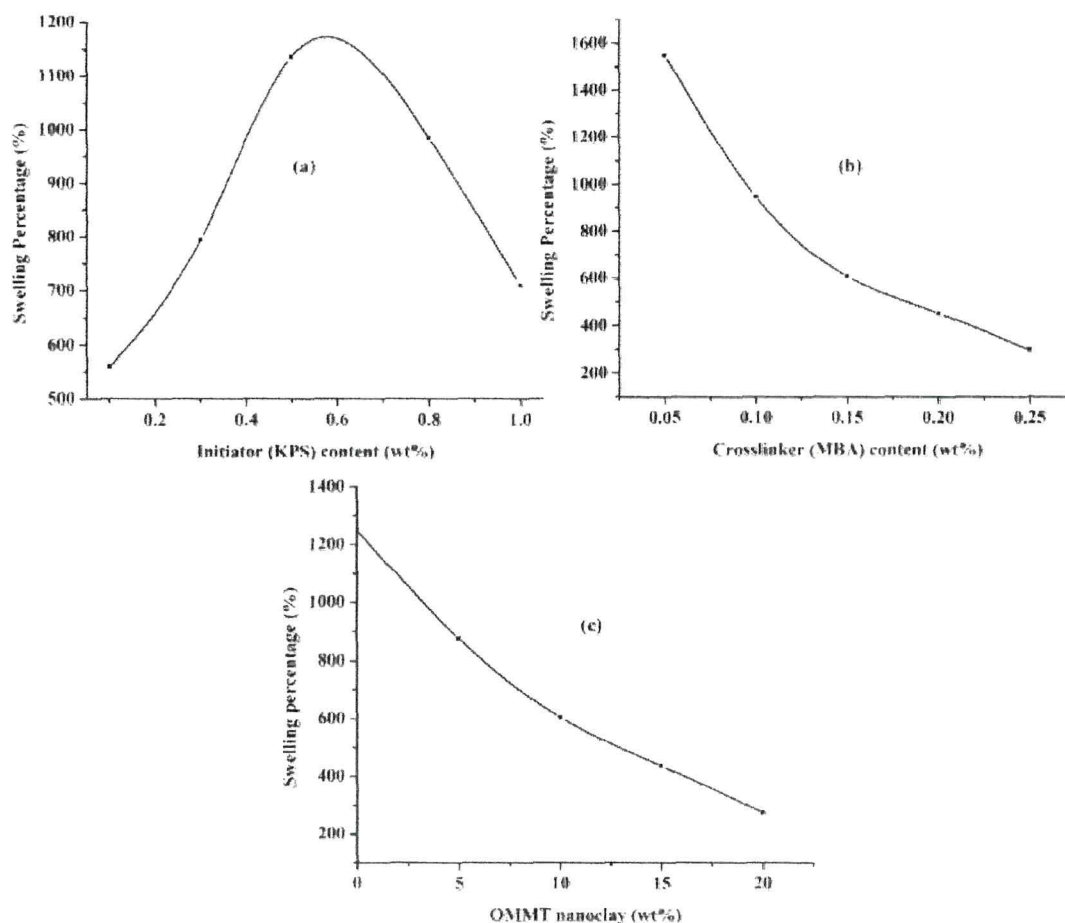 1200
1100
1000
900
800
700
600
500
Swelling Percentage (%)
(a)
0.2 0.4 0.6 0.8 1.0
Initiator (KPS) content (wt%)
1600
1400
1200
1000
800
600
400
200
Swelling Percentage (%)
(b)
0.05 0.10 0.15 0.20 0.25
Crosslinker (MBA) content (wt%)
1400
1200
1000
800
600
400
200
Swelling percentage (%)
(c)
0 5 10 15 20
OMMT nanoclay (wt%)